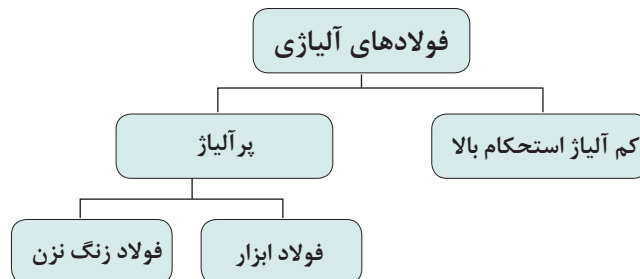 فولادهای آلیاژی
کم آلیاژ استحکام بالا
پرآلیاژ
فولاد ابزار
فولاد زنگ نزن